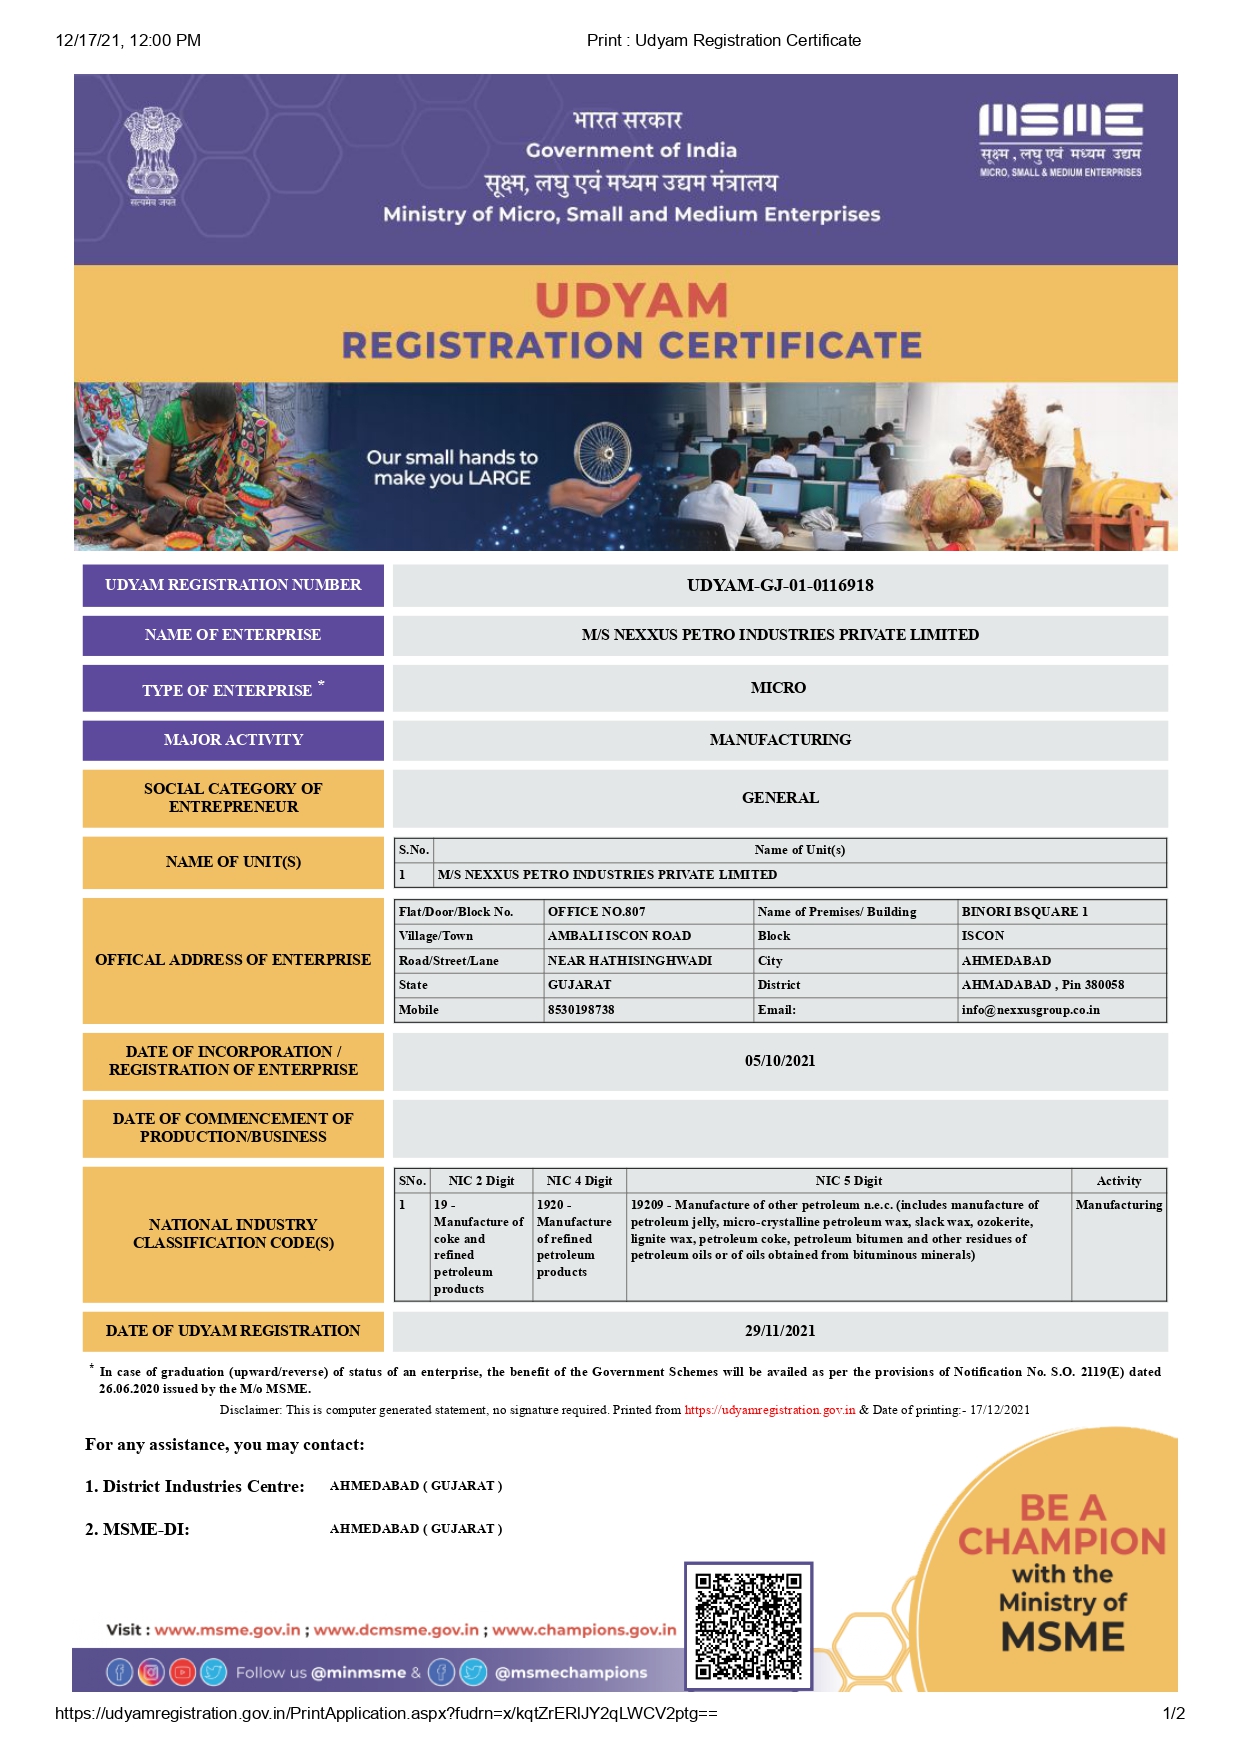 12/17/21, 12:00 PM
Print : Udyam Registration Certificate
सत्यमेव जयते
भारत सरकार
Government of India
सूक्ष्म, लघु एवं मध्यम उद्यम मंत्रालय
Ministry of Micro, Small and Medium Enterprises
MSME
सूक्ष्म, लघु एवं मध्यम उद्यम
MICRO, SMALL & MEDIUM ENTERPRISES
UDYAM
REGISTRATION CERTIFICATE
Our small hands to
make you LARGE
UDYAM REGISTRATION NUMBER
UDYAM-GJ-01-0116918
NAME OF ENTERPRISE
M/S NEXXUS PETRO INDUSTRIES PRIVATE LIMITED
TYPE OF ENTERPRISE *
MICRO
MAJOR ACTIVITY
MANUFACTURING
SOCIAL CATEGORY OF
ENTREPRENEUR
GENERAL
NAME OF UNIT(S)
S.No. Name of Unit(s)
1 M/S NEXXUS PETRO INDUSTRIES PRIVATE LIMITED
OFFICAL ADDRESS OF ENTERPRISE
Flat/Door/Block No. OFFICE NO.807 Name of Premises/ Building BINORI BSQUARE 1
Village/Town AMBALI ISCON ROAD Block ISCON
Road/Street/Lane NEAR HATHISINGHWADI City AHMEDABAD
State GUJARAT District AHMADABAD , Pin 380058
Mobile 8530198738 Email: info@nexxusgroup.co.in
DATE OF INCORPORATION /
REGISTRATION OF ENTERPRISE
05/10/2021
DATE OF COMMENCEMENT OF
PRODUCTION/BUSINESS
NATIONAL INDUSTRY
CLASSIFICATION CODE(S)
SNo. NIC 2 Digit NIC 4 Digit NIC 5 Digit Activity
1
19 -
Manufacture of
coke and
refined
petroleum
products
1920 -
Manufacture
of refined
petroleum
products
19209 - Manufacture of other petroleum n.e.c. (includes manufacture of
petroleum jelly, micro-crystalline petroleum wax, slack wax, ozokerite,
lignite wax, petroleum coke, petroleum bitumen and other residues of
petroleum oils or of oils obtained from bituminous minerals)
Manufacturing
DATE OF UDYAM REGISTRATION
29/11/2021
* In case of graduation (upward/reverse) of status of an enterprise, the benefit of the Government Schemes will be availed as per the provisions of Notification No. S.O. 2119(E) dated
26.06.2020 issued by the M/o MSME.
Disclaimer: This is computer generated statement, no signature required. Printed from https://udyamregistration.gov.in & Date of printing:- 17/12/2021
For any assistance, you may contact:
1. District Industries Centre: AHMEDABAD ( GUJARAT )
2. MSME-DI: AHMEDABAD ( GUJARAT )
BE A
CHAMPION
with the
Ministry of
MSME
Visit : www.msme.gov.in ; www.dcmsme.gov.in ; www.champions.gov.in
Follow us @minmsme & @msmechampions
https://udyamregistration.gov.in/PrintApplication.aspx?fudrn=x/kqtZrERlJY2qLWCV2ptg==
1/2